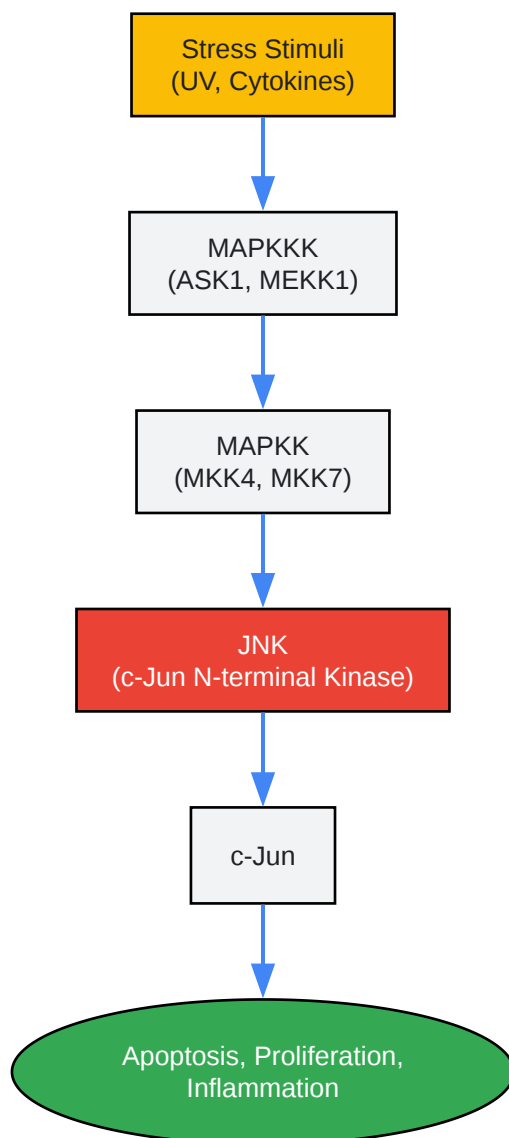 Stress Stimuli
(UV, Cytokines)
MAPKKK
(ASK1, MEKK1)
MAPKK
(MKK4, MKK7)
JNK
(c-Jun N-terminal Kinase)
c-Jun
Apoptosis, Proliferation,
Inflammation